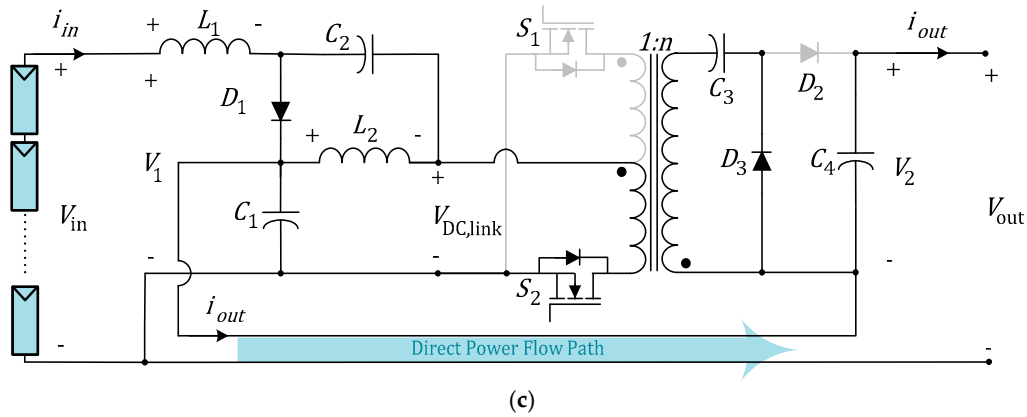 i_in + L_1 - C_2 S_1 1:n i_out
+ + + +
D_1 C_3 D_2
+ L_2 -
V_1 + D_3 C_4 V_2
V_in C_1 V_DC,link V_out
- - S_2 -
i_out
- Direct Power Flow Path -
(c)